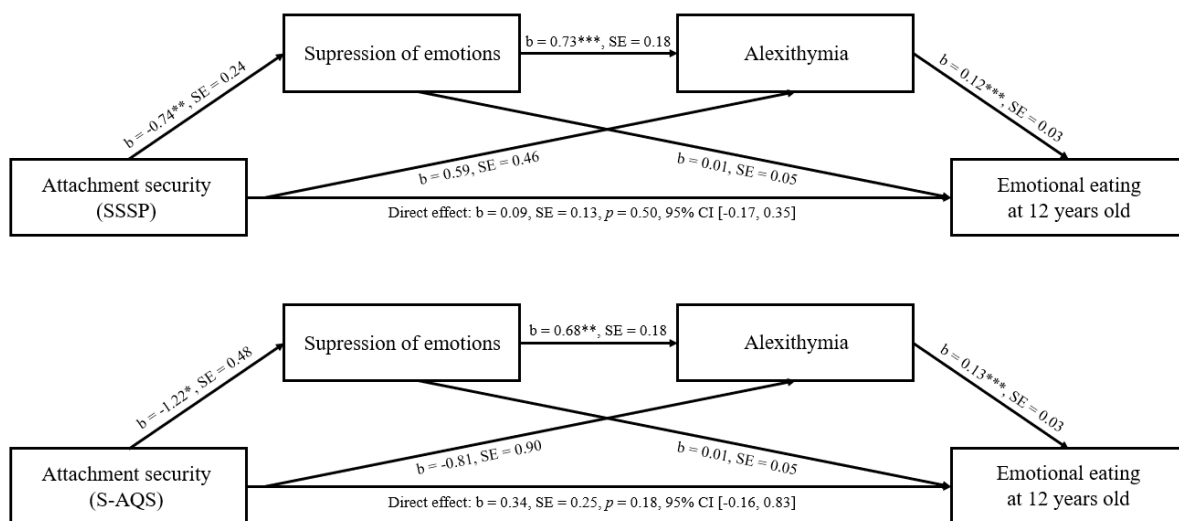 b = 0.73***, SE = 0.18
Supression of emotions
Alexithymia
b = -0.74**, SE = 0.24
b = 0.12***, SE = 0.03
b = 0.59, SE = 0.46
b = 0.01, SE = 0.05
Attachment security
(SSSP)
Emotional eating
at 12 years old
Direct effect: b = 0.09, SE = 0.13, p = 0.50, 95% CI [-0.17, 0.35]
b = 0.68**, SE = 0.18
Supression of emotions
Alexithymia
b = -1.22*, SE = 0.48
b = 0.13***, SE = 0.03
b = -0.81, SE = 0.90
b = 0.01, SE = 0.05
Attachment security
(S-AQS)
Emotional eating
at 12 years old
Direct effect: b = 0.34, SE = 0.25, p = 0.18, 95% CI [-0.16, 0.83]